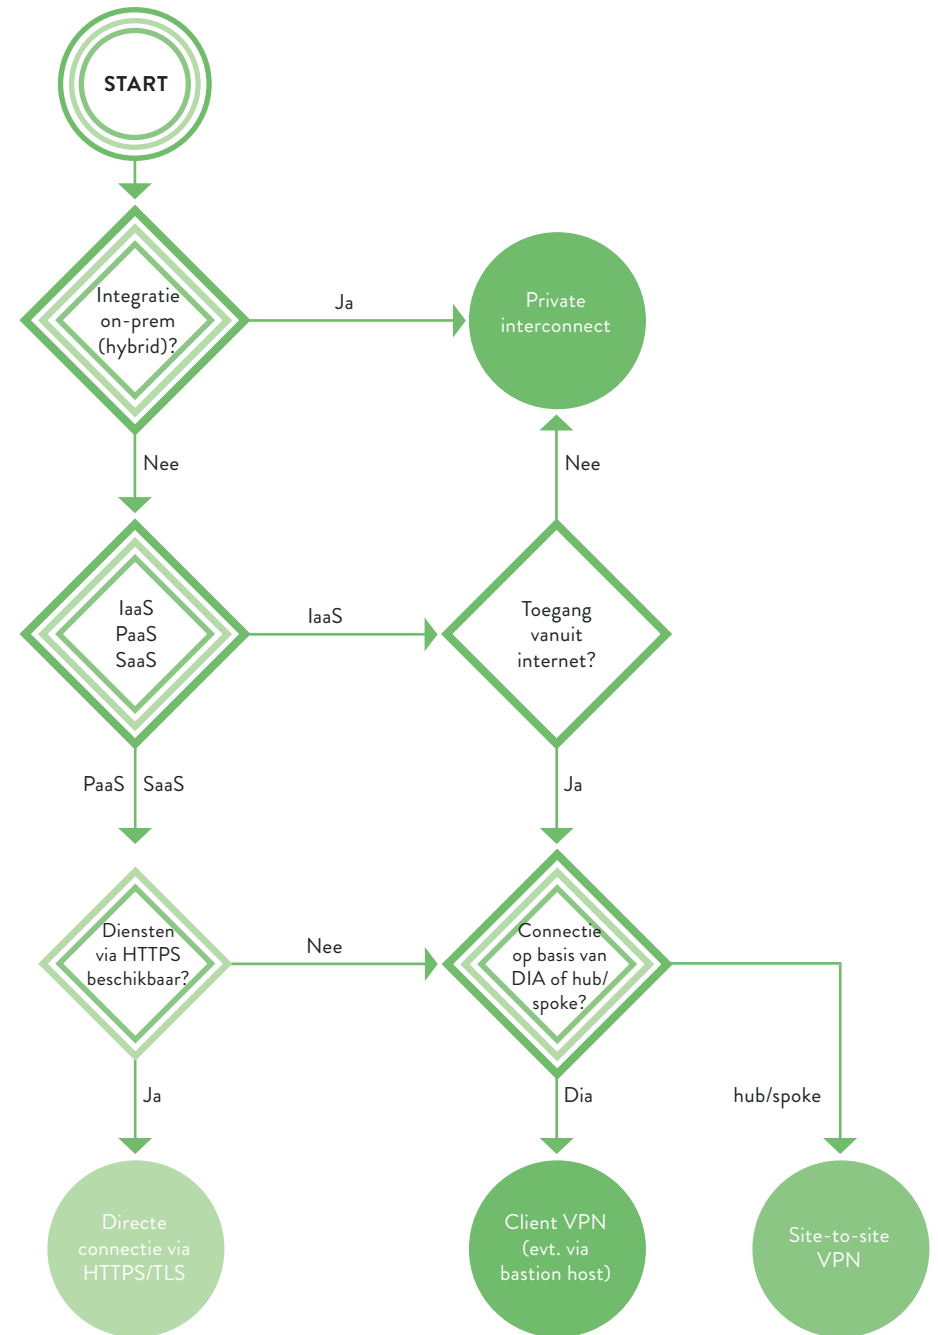 START
Integratie
on-prem
(hybrid)?
Ja
Private
interconnect
Nee
Nee
IaaS
PaaS
SaaS
IaaS
Toegang
vanuit
internet?
PaaS
SaaS
Ja
Diensten
via HTTPS
beschikbaar?
Nee
Connectie
op basis van
DIA of hub/
spoke?
Ja
Dia
hub/spoke
Directe
connectie via
HTTPS/TLS
Client VPN
(evt. via
bastion host)
Site-to-site
VPN